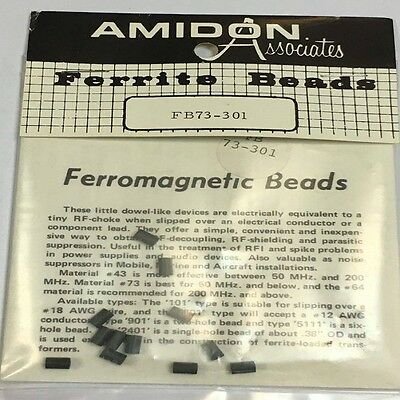 AMIDON
Associates
Ferrite Beads
FB73-301
FB
73-301
Ferromagnetic Beads
These little dowel-like devices are electrically equivalent to a
tiny RF-choke when slipped over an electrical conductor or a
component lead. They offer a simple, convenient and inexpen-
sive way to obtain RF-decoupling, RF-shielding and parasitic
suppression. Useful in the treatment of RFI and spike problems
in power supplies and audio devices. Also valuable as noise
suppressors in Mobile, Marine and Aircraft installations.
Material #43 is most effective between 50 MHz. and 200
MHz. Material #73 is best for 50 MHz. and below, and the #64
material is recommended for 200 MHz. and above.
Available types: The "101" type is suitable for slipping over a
#18 AWG wire, and the "801" type will accept a #12 AWG
conductor. Type '901' is a two-hole bead and type '5111' is a six-
hole bead. '2401' is a single-hole bead of about .38" OD and
is used in the construction of ferrite-loaded trans-
formers.